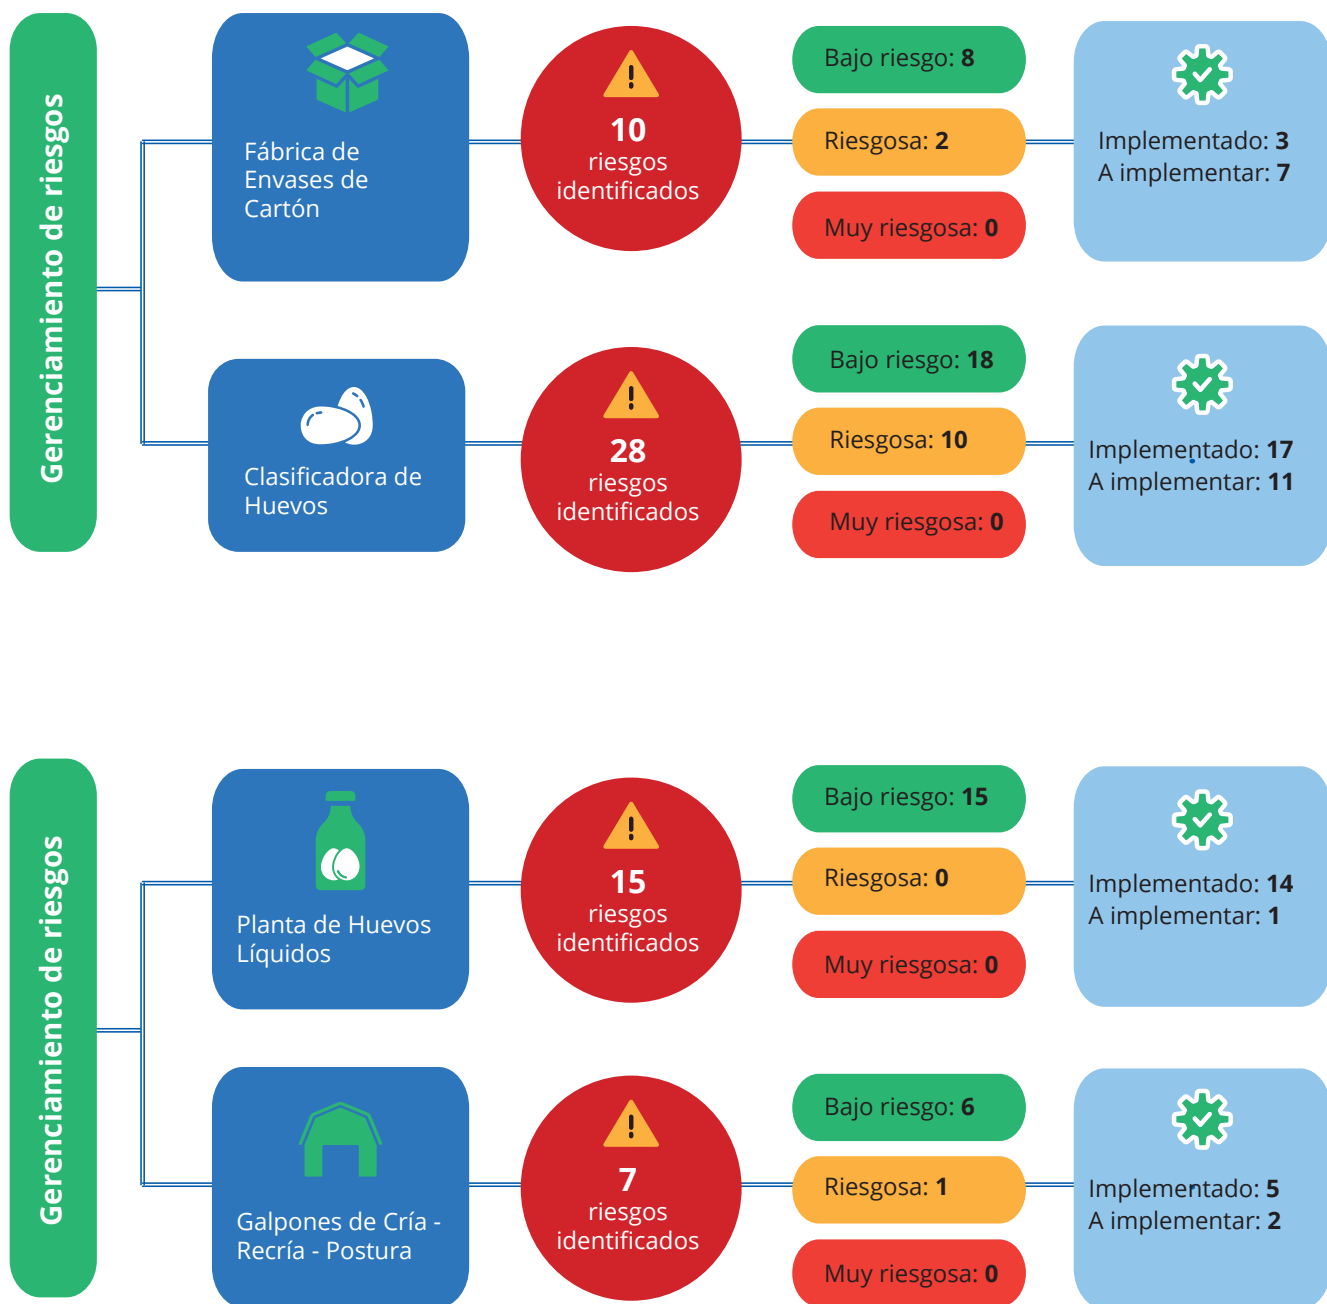 Gerenciamiento de riesgos
Fábrica de
Envases de
Cartón
10
riesgos
identificados
Bajo riesgo: 8
Riesgosa: 2
Muy riesgosa: 0
Implementado: 3
A implementar: 7
Clasificadora de
Huevos
28
riesgos
identificados
Bajo riesgo: 18
Riesgosa: 10
Muy riesgosa: 0
Implementado: 17
A implementar: 11
Gerenciamiento de riesgos
Planta de Huevos
Líquidos
15
riesgos
identificados
Bajo riesgo: 15
Riesgosa: 0
Muy riesgosa: 0
Implementado: 14
A implementar: 1
Galpones de Cría -
Recría - Postura
7
riesgos
identificados
Bajo riesgo: 6
Riesgosa: 1
Muy riesgosa: 0
Implementado: 5
A implementar: 2